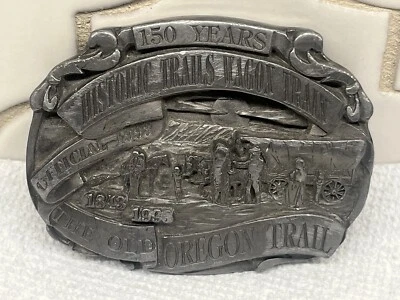 150 YEARS
HISTORIC TRAILS WAGON TRAIN
OFFICIAL
1843
1993
THE OLD
OREGON TRAIL